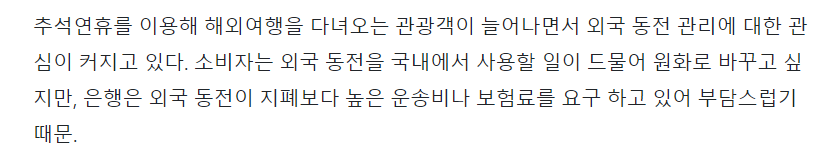 추석연휴를 이용해 해외여행을 다녀오는 관광객이 늘어나면서 외국 동전 관리에 대한 관
심이 커지고 있다. 소비자는 외국 동전을 국내에서 사용할 일이 드물어 원화로 바꾸고 싶
지만, 은행은 외국 동전이 지폐보다 높은 운송비나 보험료를 요구 하고 있어 부담스럽기
때문.